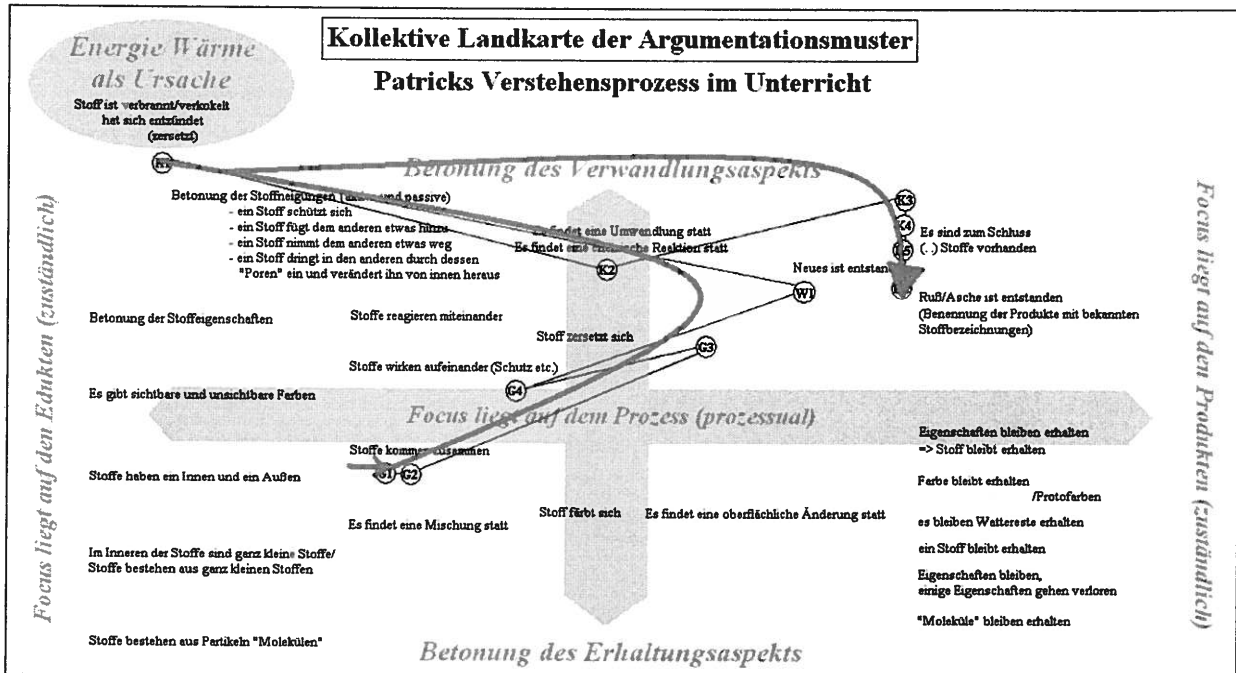 Kollektive Landkarte der Argumentationsmuster
Patricks Verstehensprozess im Unterricht
Energie Wärme
als Ursache
Stoff ist verbrannt/verkokelt
hat sich entzündet
(zersetzt)
Betonung des Verwandlungsaspekts
Focus liegt auf den Edukten (zuständlich)
Focus liegt auf den Produkten (zuständlich)
Betonung der Stoffneigungen (aktive und passive)
- ein Stoff schützt sich
- ein Stoff fügt dem anderen etwas hinzu
- ein Stoff nimmt dem anderen etwas weg
- ein Stoff dringt in den anderen durch dessen
"Poren" ein und verändert ihn von innen heraus
Es findet eine Umwandlung statt
Es findet eine chemische Reaktion statt
K2
K3
K4
Es sind zum Schluss
(..) Stoffe vorhanden
Neues ist entstanden
W1
Ruß/Asche ist entstanden
(Benennung der Produkte mit bekannten
Stoffbezeichnungen)
Betonung der Stoffeigenschaften
Stoffe reagieren miteinander
Stoff zersetzt sich
G3
Stoffe wirken aufeinander (Schutz etc.)
G4
Es gibt sichtbare und unsichtbare Farben
Focus liegt auf dem Prozess (prozessual)
Stoffe kommen zusammen
G1
G2
Stoffe haben ein Innen und ein Außen
Es findet eine Mischung statt
Stoff färbt sich
Es findet eine oberflächliche Änderung statt
Eigenschaften bleiben erhalten
=> Stoff bleibt erhalten
Farbe bleibt erhalten
/Protofarben
es bleiben Wattereste erhalten
ein Stoff bleibt erhalten
Eigenschaften bleiben,
einige Eigenschaften gehen verloren
"Moleküle" bleiben erhalten
Im Inneren der Stoffe sind ganz kleine Stoffe/
Stoffe bestehen aus ganz kleinen Stoffen
Stoffe bestehen aus Partikeln "Molekülen"
Betonung des Erhaltungsaspekts